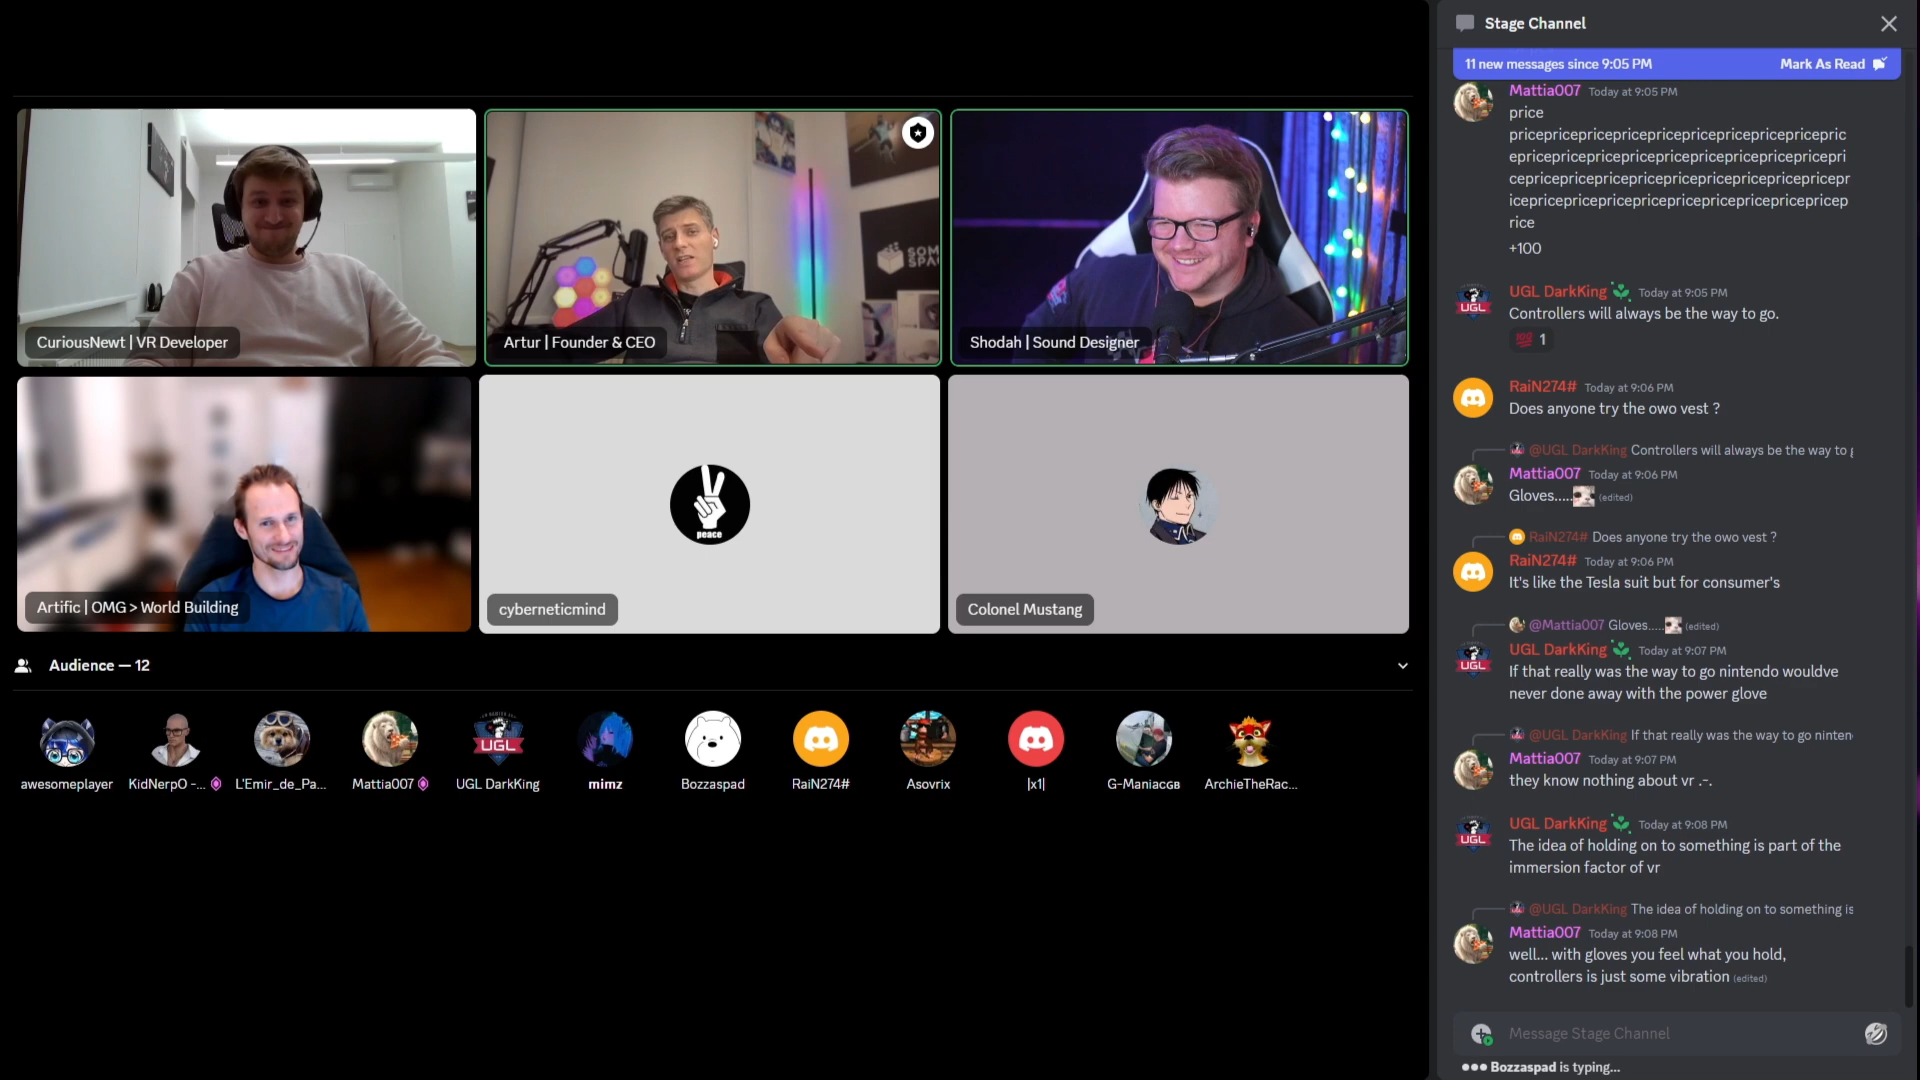 CuriousNewt | VR Developer
Artur | Founder & CEO
Shodah | Sound Designer
Artific | OMG > World Building
peace
cyberneticmind
Colonel Mustang
Audience — 12
UGL
awesomeplayer
KidNerpO -...
L'Emir_de_Pa...
Mattia007
UGL DarkKing
mimz
Bozzaspad
RaiN274#
Asovrix
|x1|
G-ManiacGB
ArchieTheRac...
Stage Channel
11 new messages since 9:05 PM
Mark As Read
Mattia007 Today at 9:05 PM
price
pricepricepricepricepricepricepricepricepricepric
epricepricepricepricepricepricepricepricepricepri
cepricepricepricepricepricepricepricepricepricepr
icepricepricepricepricepricepricepricepricepricep
rice
+100
UGL DarkKing Today at 9:05 PM
Controllers will always be the way to go.
1
RaiN274# Today at 9:06 PM
Does anyone try the owo vest ?
@UGL DarkKing Controllers will always be the way to g
Mattia007 Today at 9:06 PM
Gloves..... (edited)
RaiN274# Does anyone try the owo vest ?
RaiN274# Today at 9:06 PM
It's like the Tesla suit but for consumer's
@Mattia007 Gloves..... (edited)
UGL DarkKing Today at 9:07 PM
If that really was the way to go nintendo wouldve
never done away with the power glove
@UGL DarkKing If that really was the way to go ninten
Mattia007 Today at 9:07 PM
they know nothing about vr .-.
UGL DarkKing Today at 9:08 PM
The idea of holding on to something is part of the
immersion factor of vr
@UGL DarkKing The idea of holding on to something is
Mattia007 Today at 9:08 PM
well... with gloves you feel what you hold,
controllers is just some vibration (edited)
Message Stage Channel
Bozzaspad is typing...